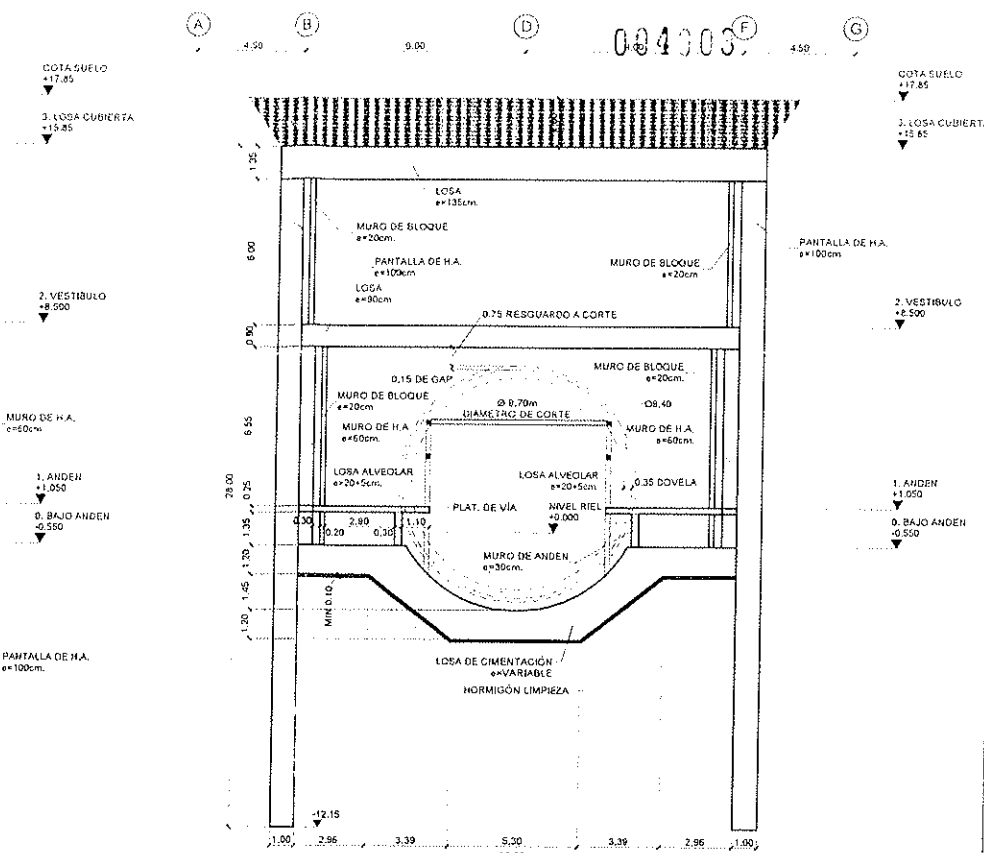 A
B
D
F
G
4.50
9.00
004003
4.50
COTA SUELO
+17.85
3. LOSA CUBIERTA
+15.85
COTA SUELO
+17.85
3. LOSA CUBIERTA
+15.85
1.35
LOSA
e=135cm.
MURO DE BLOQUE
e=20cm.
6.00
PANTALLA DE H.A.
e=100cm
MURO DE BLOQUE
e=20cm
PANTALLA DE H.A.
e=100cm
LOSA
e=90cm
2. VESTIBULO
+8.500
2. VESTIBULO
+8.500
0.75 RESGUARDO A CORTE
0.90
MURO DE BLOQUE
e=20cm.
0.15 DE GAP
MURO DE BLOQUE
e=20cm
Ø 9,70m
DIAMETRO DE CORTE
Ø8,40
MURO DE H.A.
e=60cm
6.55
MURO DE H.A
e=60cm.
MURO DE H.A.
e=60cm.
LOSA ALVEOLAR
e=20+5cm.
LOSA ALVEOLAR
e=20+5cm.
0.35 DOVELA
1. ANDEN
+1.050
1. ANDEN
+1.050
28.00
0.25
PLAT. DE VÍA
NIVEL RIEL
+0.000
0. BAJO ANDEN
-0.550
0. BAJO ANDEN
-0.550
0.30
2.90
1.10
0.20
0.30
1.35
1.20
MURO DE ANDEN
e=30cm.
1.45
MIN 0.10
1.20
PANTALLA DE H.A.
e=100cm.
LOSA DE CIMENTACIÓN
e=VARIABLE
HORMIGÓN LIMPIEZA
-12.15
1.00
2.96
3.39
5.30
3.39
2.96
1.00